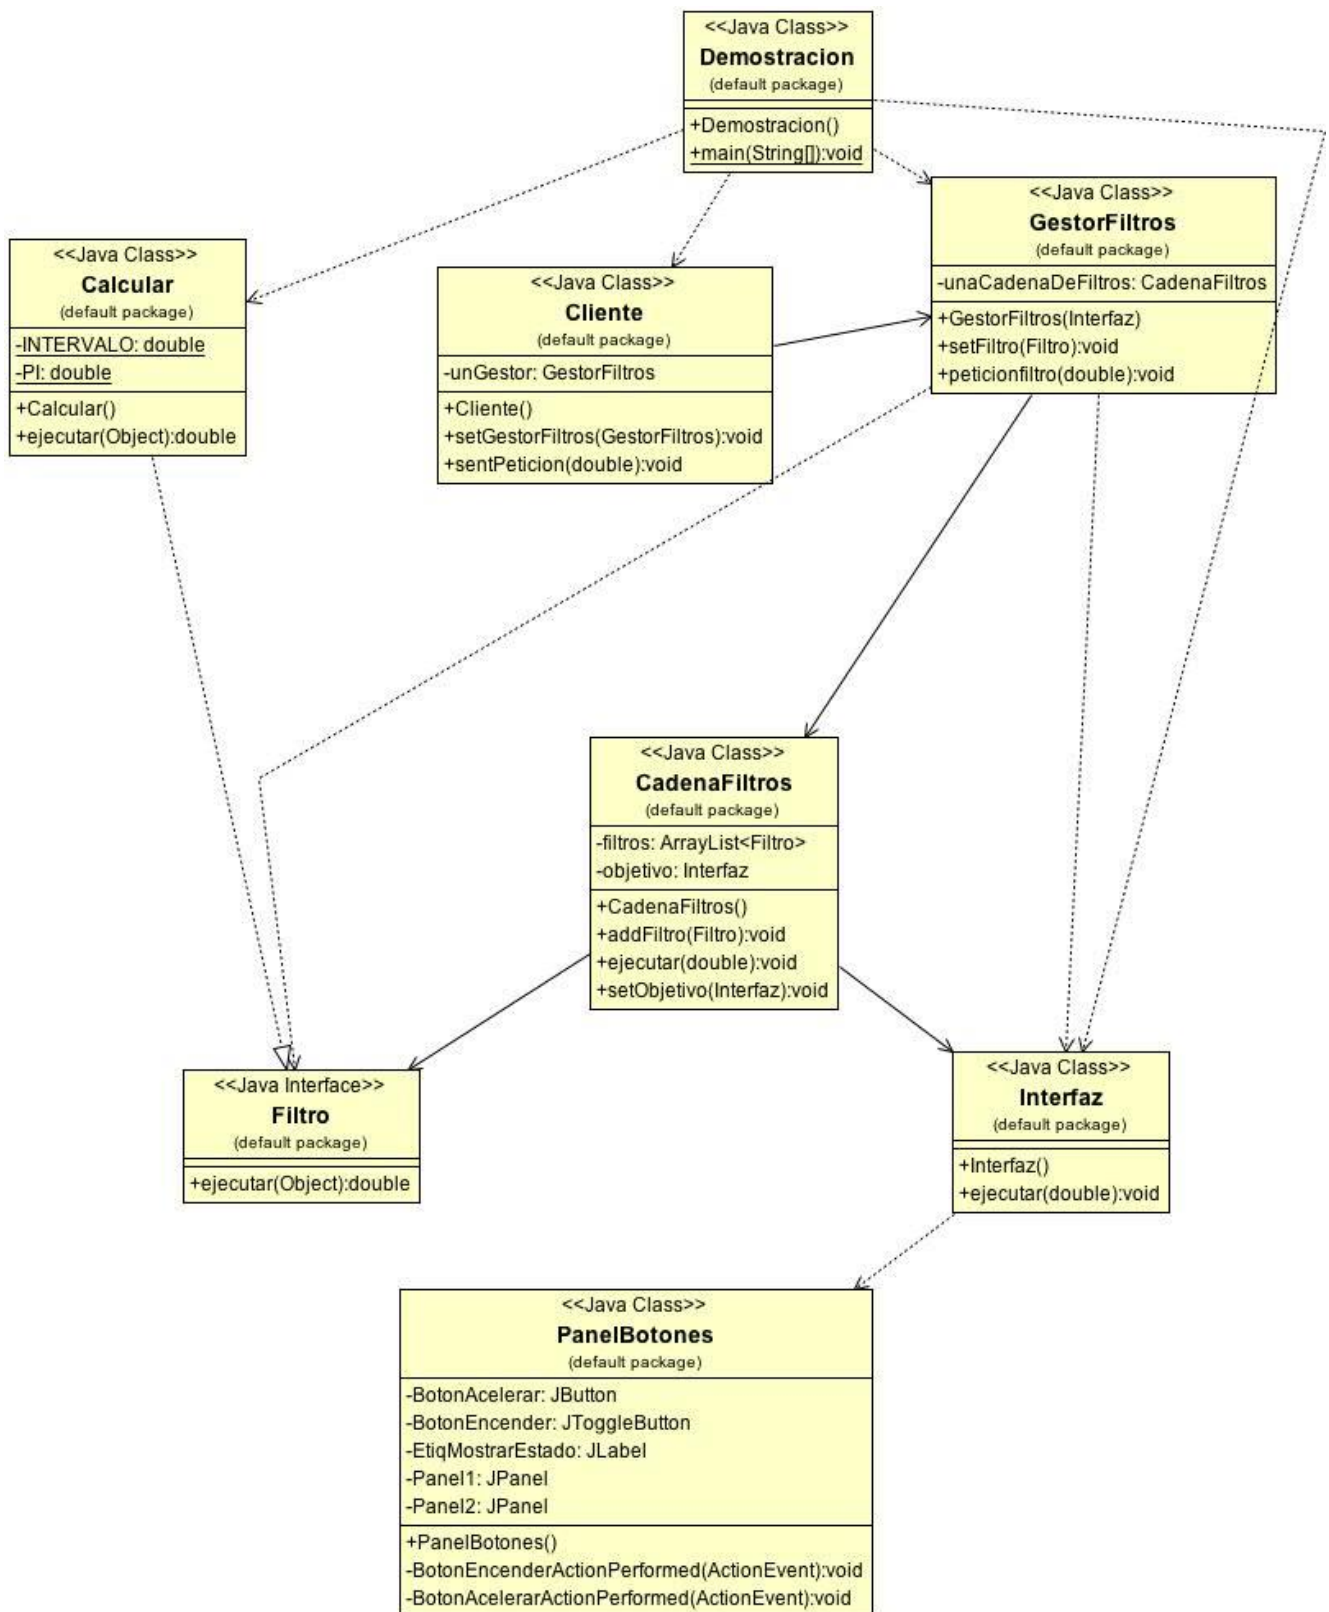 <<Java Class>>
Demostracion
(default package)
+Demostracion()
+main(String[]):void
<<Java Class>>
GestorFiltros
(default package)
-unaCadenaDeFiltros: CadenaFiltros
+GestorFiltros(Interfaz)
+setFiltro(Filtro):void
+peticionfiltro(double):void
<<Java Class>>
Calcular
(default package)
-INTERVALO: double
-PI: double
+Calcular()
+ejecutar(Object):double
<<Java Class>>
Cliente
(default package)
-unGestor: GestorFiltros
+Cliente()
+setGestorFiltros(GestorFiltros):void
+sentPeticion(double):void
<<Java Class>>
CadenaFiltros
(default package)
-filtros: ArrayList<Filtro>
-objetivo: Interfaz
+CadenaFiltros()
+addFiltro(Filtro):void
+ejecutar(double):void
+setObjetivo(Interfaz):void
<<Java Interface>>
Filtro
(default package)
+ejecutar(Object):double
<<Java Class>>
Interfaz
(default package)
+Interfaz()
+ejecutar(double):void
<<Java Class>>
PanelBotones
(default package)
-BotonAcelerar: JButton
-BotonEncender: JToggleButton
-EtiqMostrarEstado: JLabel
-Panel1: JPanel
-Panel2: JPanel
+PanelBotones()
-BotonEncenderActionPerformed(ActionEvent):void
-BotonAcelerarActionPerformed(ActionEvent):void